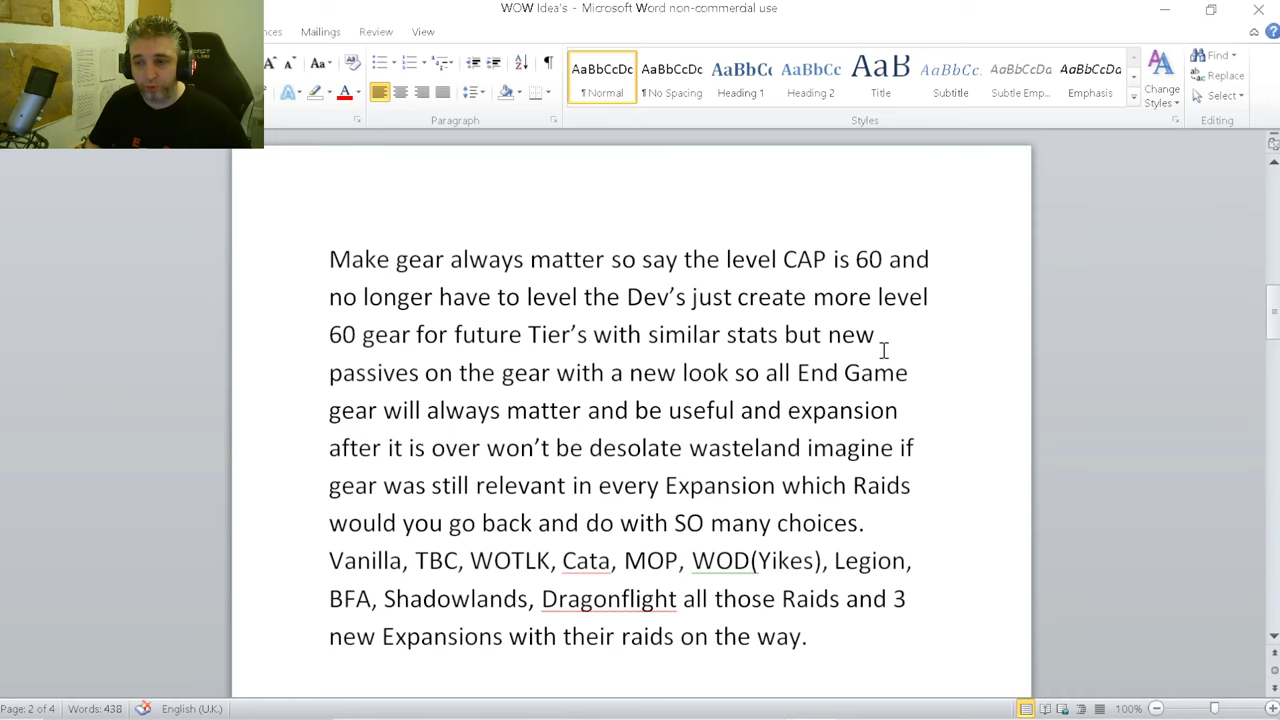 WOW Idea's - Microsoft Word non-commercial use
Mailings Review View
Find
Replace
Select
Change Styles
AaBbCcDc AaBbCcDc AaBbCc AaBbCc AaB AaBbCc. AaBbCcDc AaBbCcDc
¶ Normal ¶ No Spacing Heading 1 Heading 2 Title Subtitle Subtle Emp... Emphasis
Paragraph Styles Editing
Make gear always matter so say the level CAP is 60 and
no longer have to level the Dev’s just create more level
60 gear for future Tier’s with similar stats but new
passives on the gear with a new look so all End Game
gear will always matter and be useful and expansion
after it is over won’t be desolate wasteland imagine if
gear was still relevant in every Expansion which Raids
would you go back and do with SO many choices.
Vanilla, TBC, WOTLK, Cata, MOP, WOD(Yikes), Legion,
BFA, Shadowlands, Dragonflight all those Raids and 3
new Expansions with their raids on the way.
Page: 2 of 4 Words: 438 English (U.K.) 100%